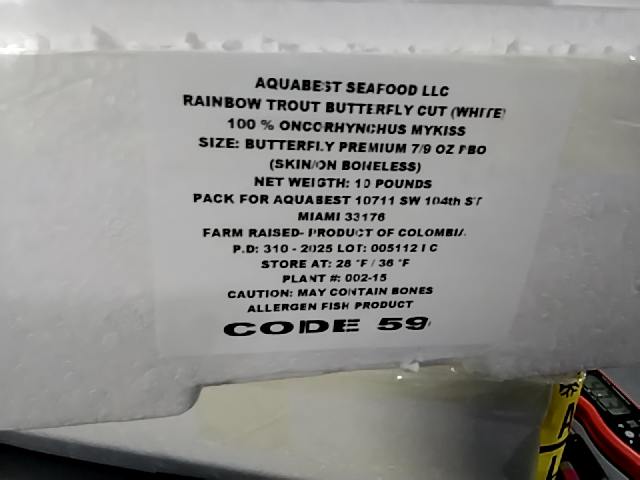 AQUABEST SEAFOOD LLC
RAINBOW TROUT BUTTERFLY CUT (WHITE)
100 % ONCORHYNCHUS MYKISS
SIZE: BUTTERFLY PREMIUM 7/9 OZ PBO
(SKIN/ON BONELESS)
NET WEIGTH: 10 POUNDS
PACK FOR AQUABEST 10711 SW 104th ST
MIAMI 33176
FARM RAISED- PRODUCT OF COLOMBIA
P.D: 310 - 2025 LOT:
STORE AT: 28 °F / 36 °F
PLANT #: 002-15
CAUTION: MAY CONTAIN BONES
ALLERGEN FISH PRODUCT
CODE 59